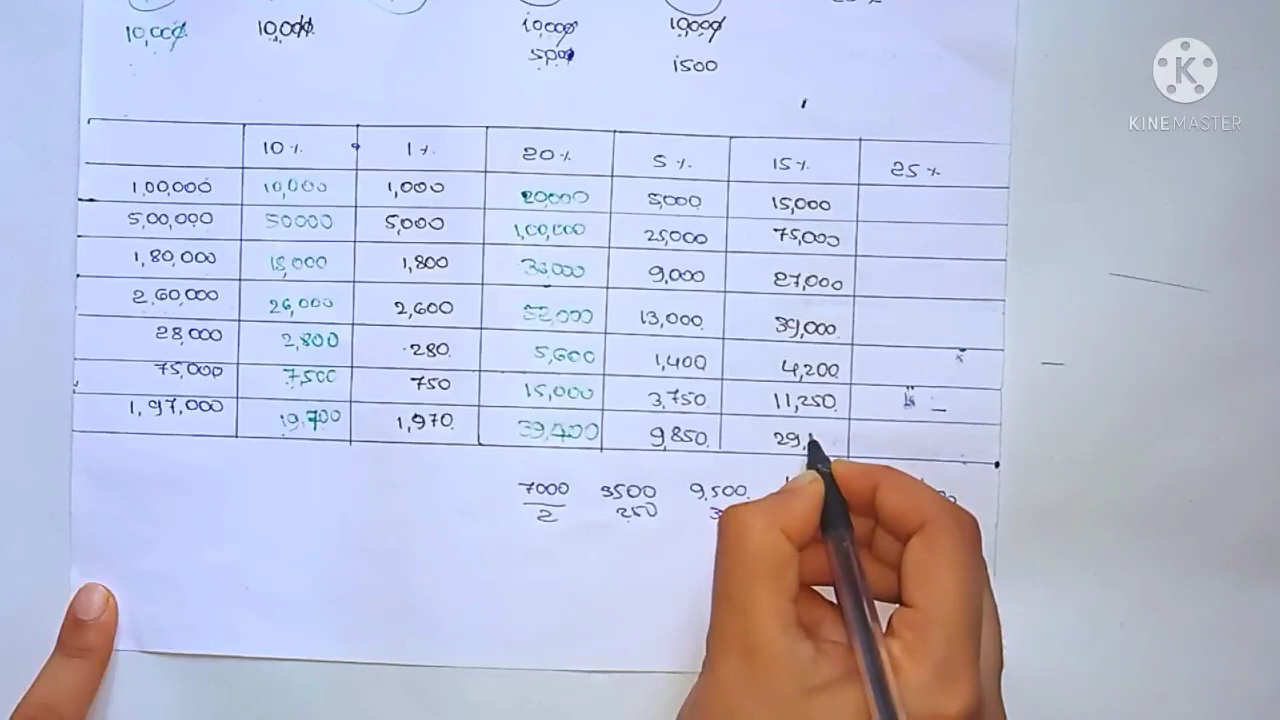 10,000 10,000 10,000 10,000
500 1500
K
KINEMASTER
10% 1% 20% 5% 15% 25%
1,00,000 10,000 1,000 20,000 5,000 15,000
5,00,000 50000 5,000 1,00,000 25,000 75,000
1,80,000 18,000 1,800 36,000 9,000 27,000
2,60,000 26,000 2,600 52,000 13,000 39,000
28,000 2,800 280 5,600 1,400 4,200
75,000 7,500 750 15,000 3,750 11,250
1,97,000 19,700 1,970 39,400 9,850 29,
7000 3500 9,500
2 250